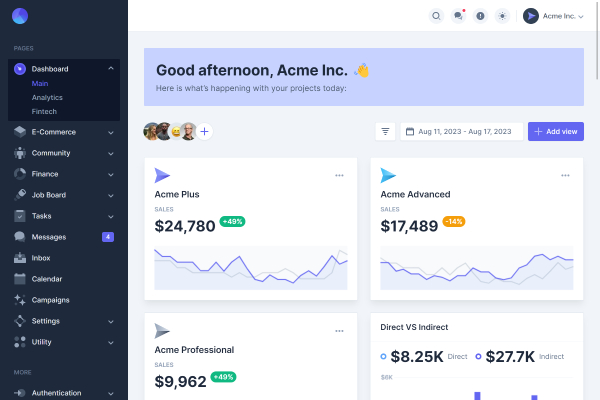 PAGES
Dashboard
Main
Analytics
Fintech
E-Commerce
Community
Finance
Job Board
Tasks
Messages 4
Inbox
Calendar
Campaigns
Settings
Utility
MORE
Authentication
Acme Inc.
Good afternoon, Acme Inc. 👋
Here is what's happening with your projects today:
Aug 11, 2023 - Aug 17, 2023
Add view
Acme Plus
SALES
$24,780 +49%
Acme Advanced
SALES
$17,489 -14%
Acme Professional
SALES
$9,962 +49%
Direct VS Indirect
$8.25K Direct $27.7K Indirect
$6K